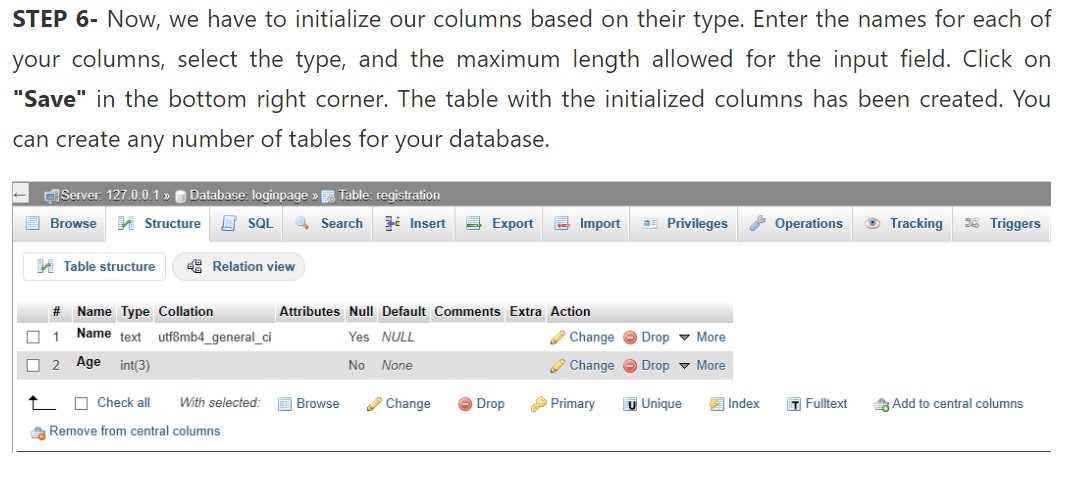 STEP 6- Now, we have to initialize our columns based on their type. Enter the names for each of
your columns, select the type, and the maximum length allowed for the input field. Click on
"Save" in the bottom right corner. The table with the initialized columns has been created. You
can create any number of tables for your database.
Server: 127.0.0.1 » Database: loginpage » Table: registration
Browse Structure SQL Search Insert Export Import Privileges Operations Tracking Triggers
Table structure Relation view
# Name Type Collation Attributes Null Default Comments Extra Action
1 Name text utf8mb4_general_ci Yes NULL Change Drop More
2 Age int(3) No None Change Drop More
Check all With selected: Browse Change Drop Primary Unique Index Fulltext Add to central columns
Remove from central columns